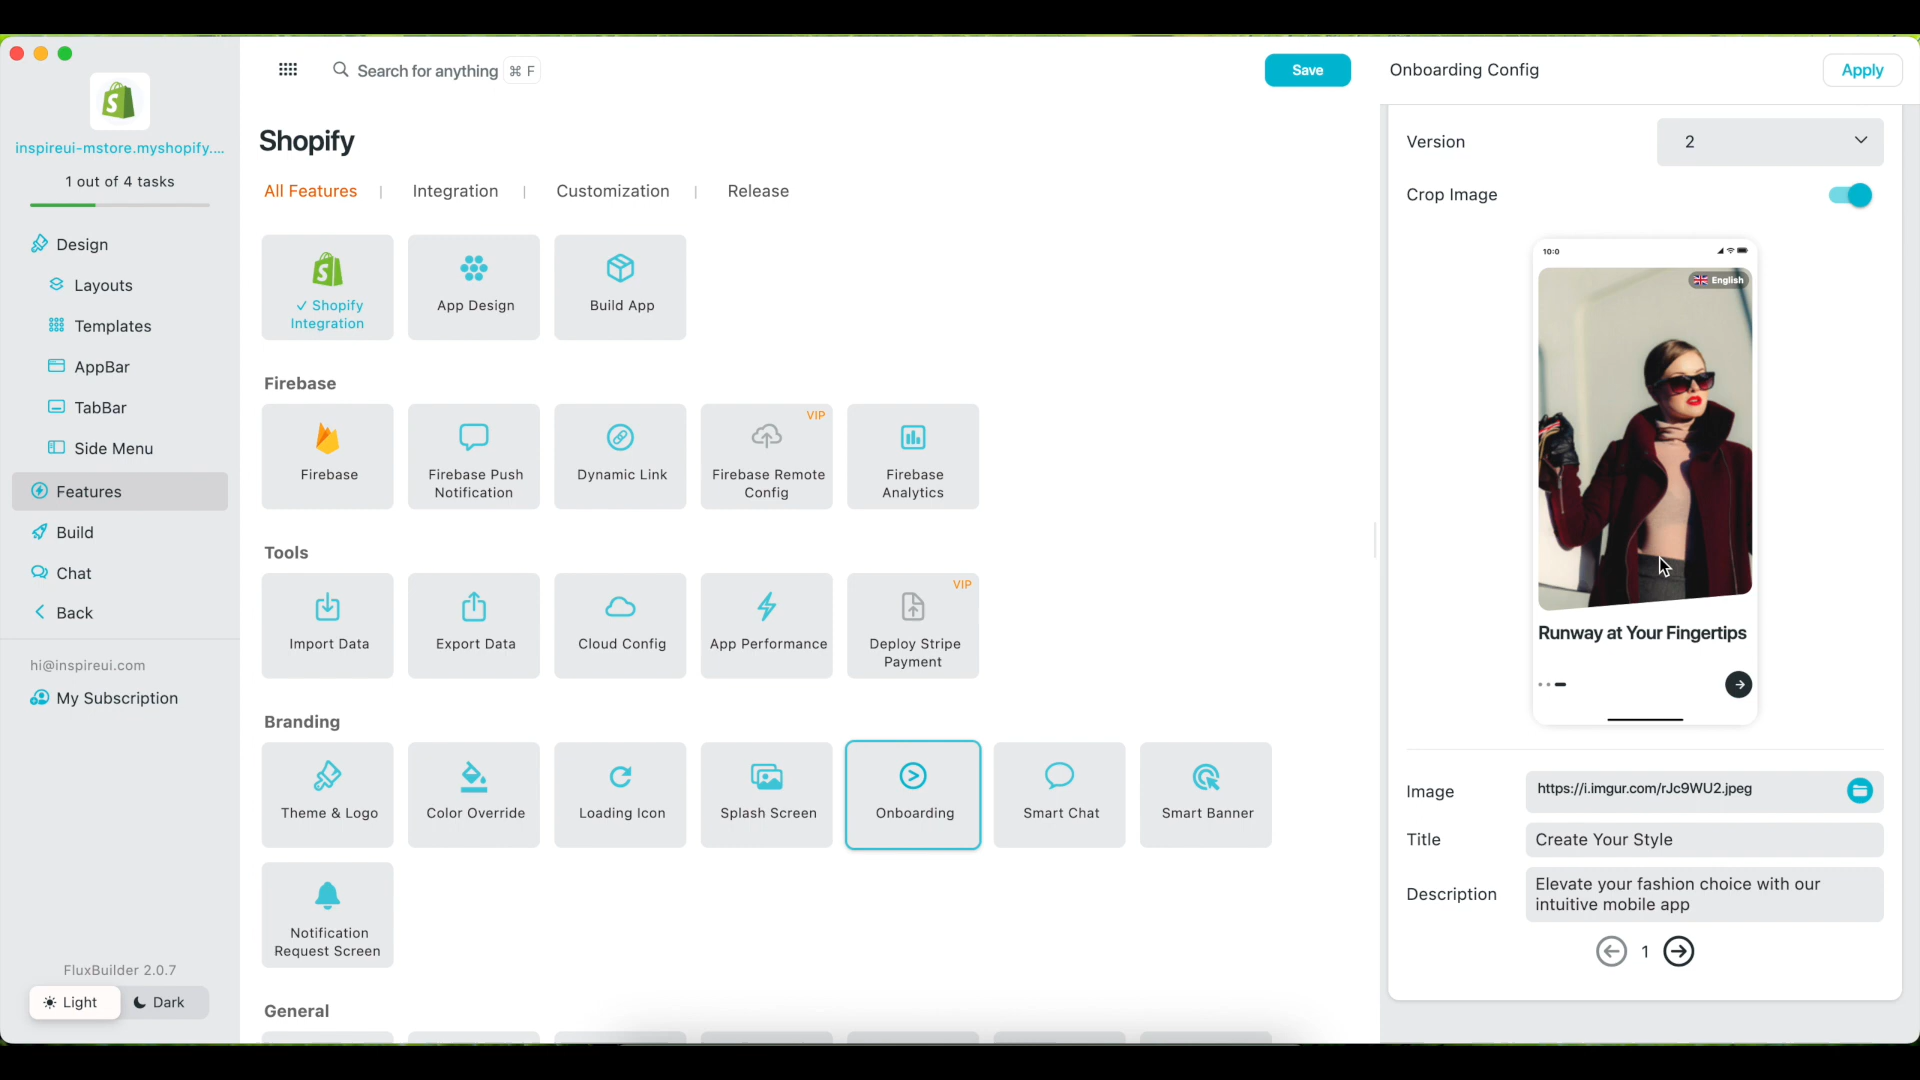 inspireui-mstore.myshopify....
1 out of 4 tasks
Design
Layouts
Templates
AppBar
TabBar
Side Menu
Features
Build
Chat
Back
hi@inspireui.com
My Subscription
FluxBuilder 2.0.7
Light
Dark
Search for anything ⌘ F
Save
Shopify
All Features | Integration | Customization | Release
✓ Shopify
Integration
App Design
Build App
Firebase
Firebase
Firebase Push
Notification
Dynamic Link
VIP
Firebase Remote
Config
Firebase
Analytics
Tools
Import Data
Export Data
Cloud Config
App Performance
VIP
Deploy Stripe
Payment
Branding
Theme & Logo
Color Override
Loading Icon
Splash Screen
Onboarding
Smart Chat
Smart Banner
Notification
Request Screen
General
Onboarding Config
Apply
Version
2
Crop Image
10:0
English
Runway at Your Fingertips
Image
https://i.imgur.com/rJc9WU2.jpeg
Title
Create Your Style
Description
Elevate your fashion choice with our
intuitive mobile app
1